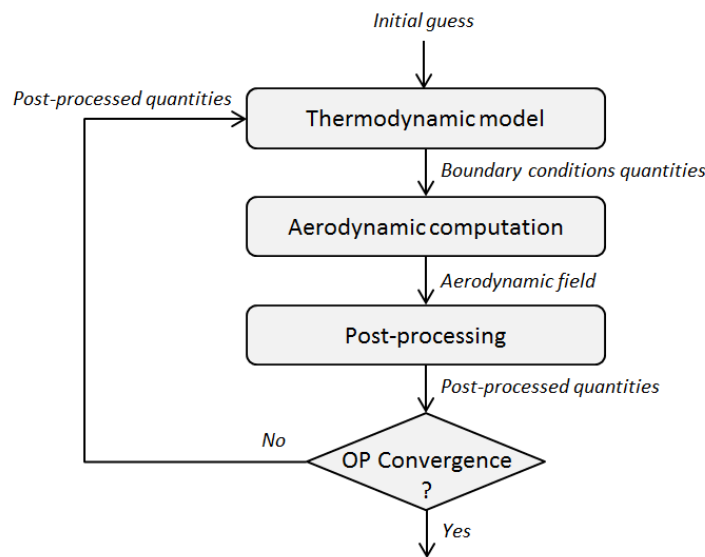 Initial guess
Post-processed quantities
Thermodynamic model
Boundary conditions quantities
Aerodynamic computation
Aerodynamic field
Post-processing
Post-processed quantities
No
OP Convergence
?
Yes